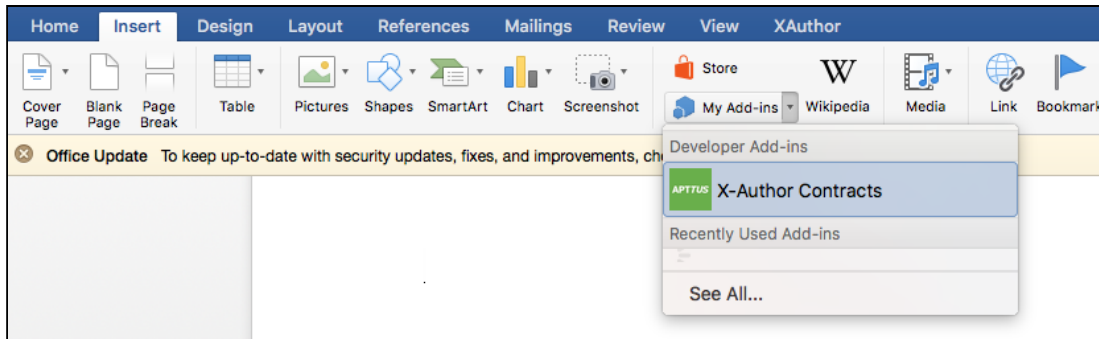 Home Insert Design Layout References Mailings Review View XAuthor
Store
My Add-ins
Cover Page
Blank Page
Page Break
Table
Pictures
Shapes
SmartArt
Chart
Screenshot
W
Wikipedia
Media
Link
Bookmark
Office Update To keep up-to-date with security updates, fixes, and improvements,
Developer Add-ins
APTTUS X-Author Contracts
Recently Used Add-ins
See All...